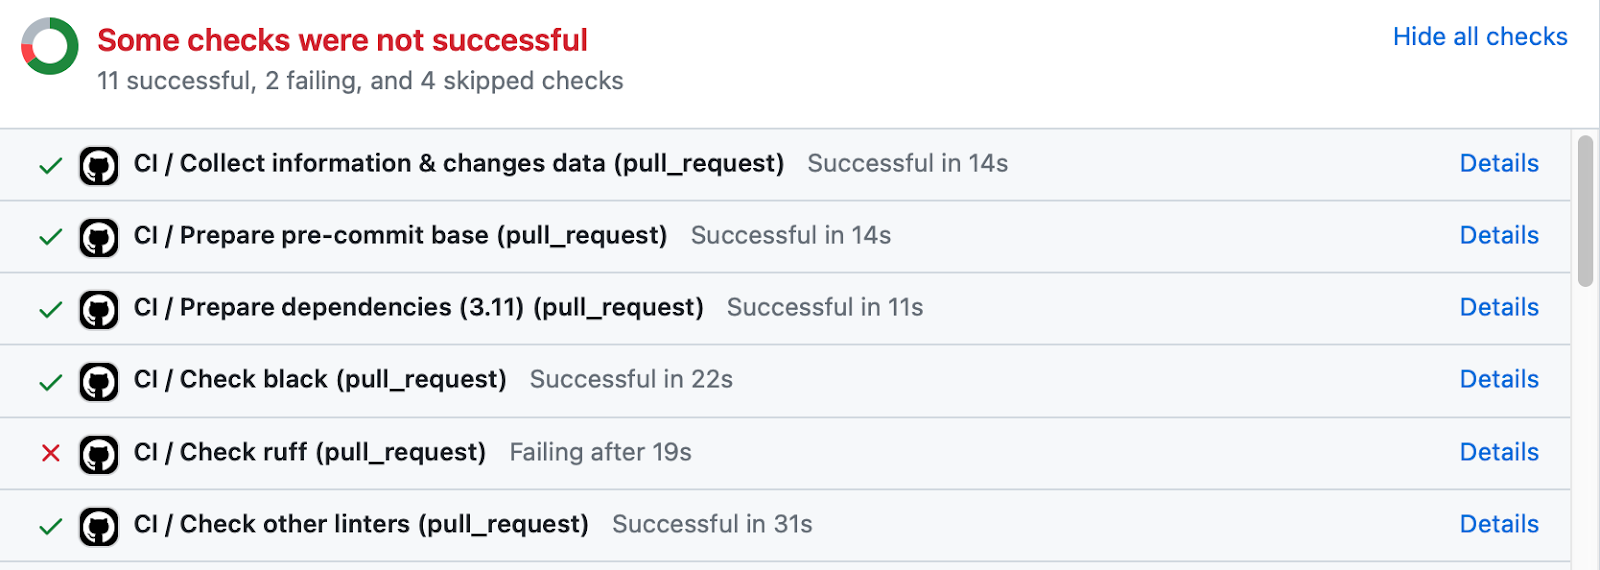 Some checks were not successful
Hide all checks
11 successful, 2 failing, and 4 skipped checks
CI / Collect information & changes data (pull_request) Successful in 14s Details
CI / Prepare pre-commit base (pull_request) Successful in 14s Details
CI / Prepare dependencies (3.11) (pull_request) Successful in 11s Details
CI / Check black (pull_request) Successful in 22s Details
CI / Check ruff (pull_request) Failing after 19s Details
CI / Check other linters (pull_request) Successful in 31s Details